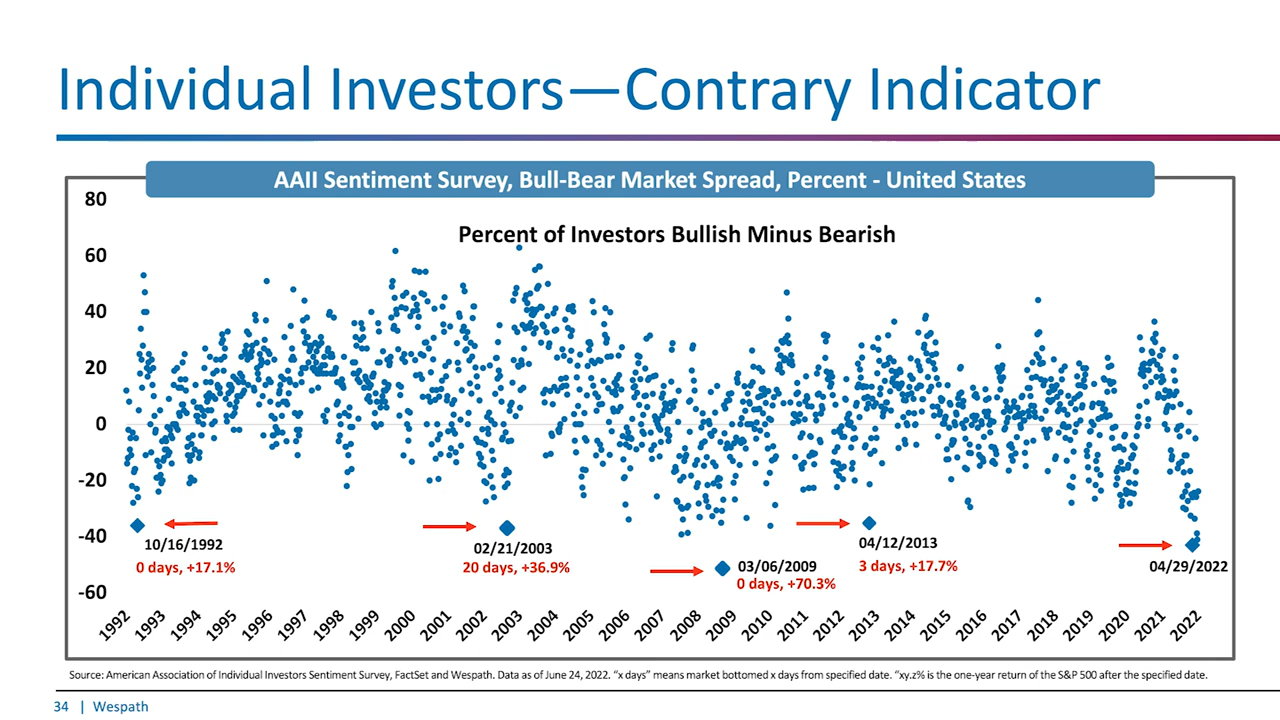 Individual Investors—Contrary Indicator
AAII Sentiment Survey, Bull-Bear Market Spread, Percent - United States
Percent of Investors Bullish Minus Bearish
80
60
40
20
0
-20
-40
-60
10/16/1992
0 days, +17.1%
02/21/2003
20 days, +36.9%
03/06/2009
0 days, +70.3%
04/12/2013
3 days, +17.7%
04/29/2022
1992 1993 1994 1995 1996 1997 1998 1999 2000 2001 2002 2003 2004 2005 2006 2007 2008 2009 2010 2011 2012 2013 2014 2015 2016 2017 2018 2019 2020 2021 2022
Source: American Association of Individual Investors Sentiment Survey, FactSet and Wespath. Data as of June 24, 2022. “x days” means market bottomed x days from specified date. “xy.z% is the one-year return of the S&P 500 after the specified date.
34 | Wespath